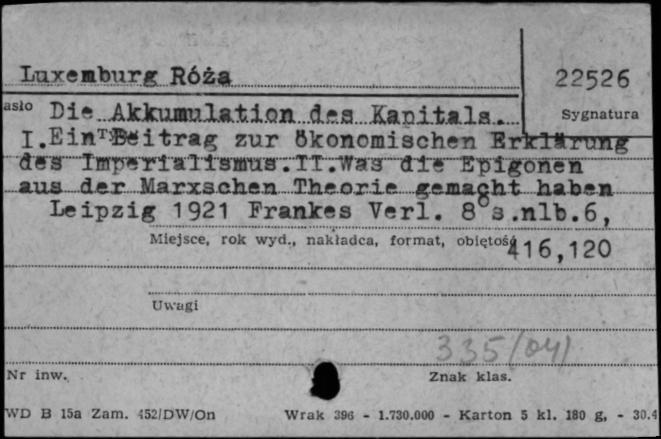 Luxemburg Róża
22526
asło Die Akkumulation des Kapitals.
Sygnatura
I.Ein Beitrag zur ökonomischen Erklärung
des Imperialismus.II.Was die Epigonen
aus der Marxschen Theorie gemacht haben
Leipzig 1921 Frankes Verl. 8° s.nlb.6,
Miejsce, rok wyd., nakładca, format, objętość
416,120
Uwagi
335/04/
Nr inw.
Znak klas.
WD B 15a Zam. 452/DW/On Wrak 396 - 1.730.000 - Karton 5 kl. 180 g, - 30.4